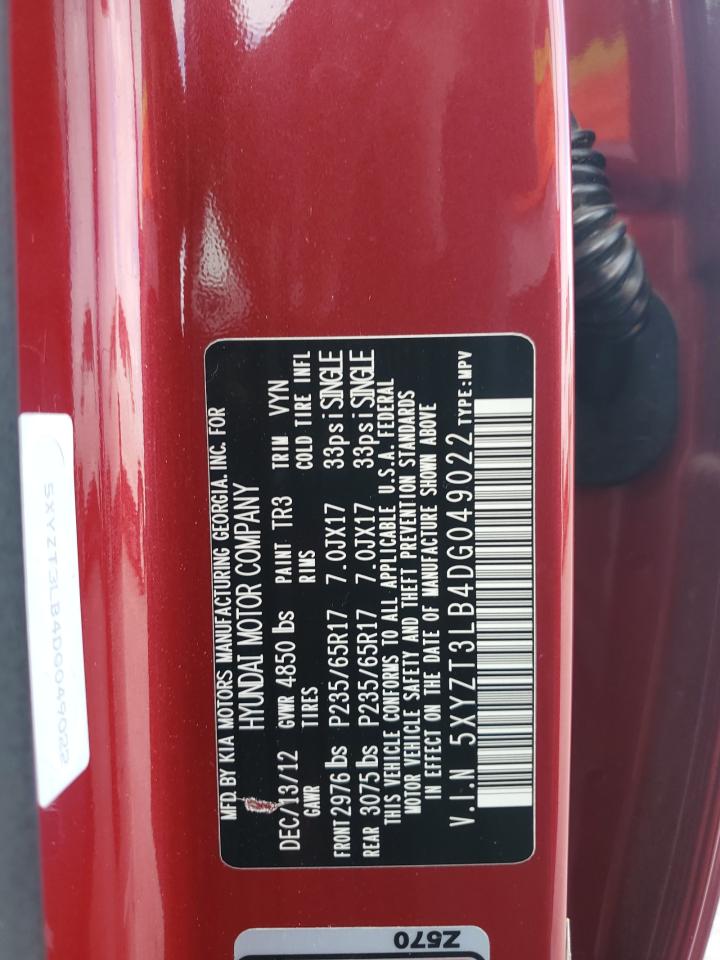 5XYZT3LB4DG049022
MFD. BY KIA MOTORS MANUFACTURING GEORGIA. INC. FOR
HYUNDAI MOTOR COMPANY
DEC/13/12 GVWR 4850 lbs PAINT TR3 TRIM VYN
GAWR TIRES RIMS COLD TIRE INFL
FRONT 2976 lbs P235/65R17 7.0JX17 33psi SINGLE
REAR 3075 lbs P235/65R17 7.0JX17 33psi SINGLE
THIS VEHICLE CONFORMS TO ALL APPLICABLE U.S.A. FEDERAL
MOTOR VEHICLE SAFETY AND THEFT PREVENTION STANDARDS
IN EFFECT ON THE DATE OF MANUFACTURE SHOWN ABOVE
V.I.N 5XYZT3LB4DG049022 TYPE:MPV
Z570